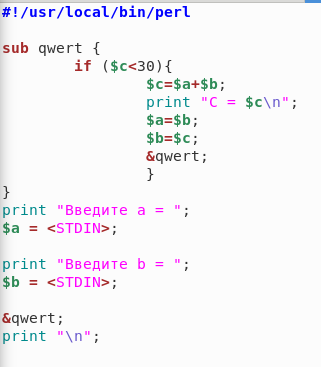 #!/usr/local/bin/perl
sub qwert {
if ($c<30){
$c=$a+$b;
print "C = $c\n";
$a=$b;
$b=$c;
&qwert;
}
}
print "Введите a = ";
$a = <STDIN>;
print "Введите b = ";
$b = <STDIN>;
&qwert;
print "\n";